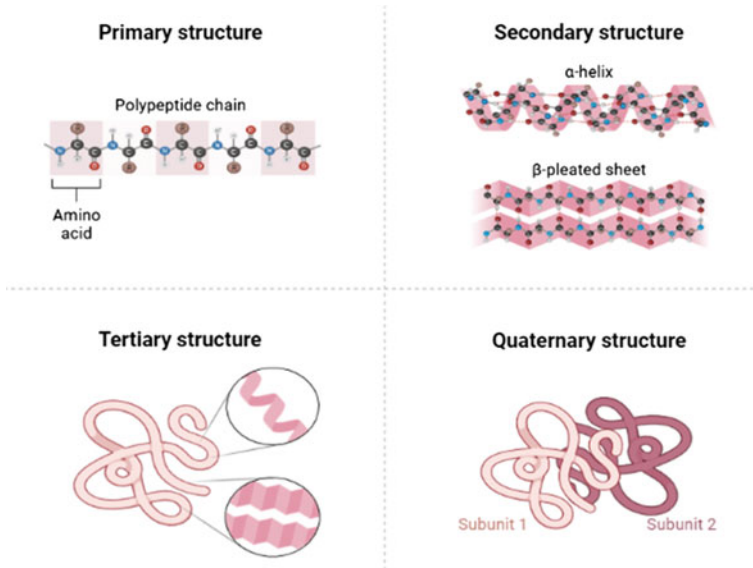 Primary structure
Polypeptide chain
Amino
acid
Secondary structure
α-helix
β-pleated sheet
Tertiary structure
Quaternary structure
Subunit 1
Subunit 2